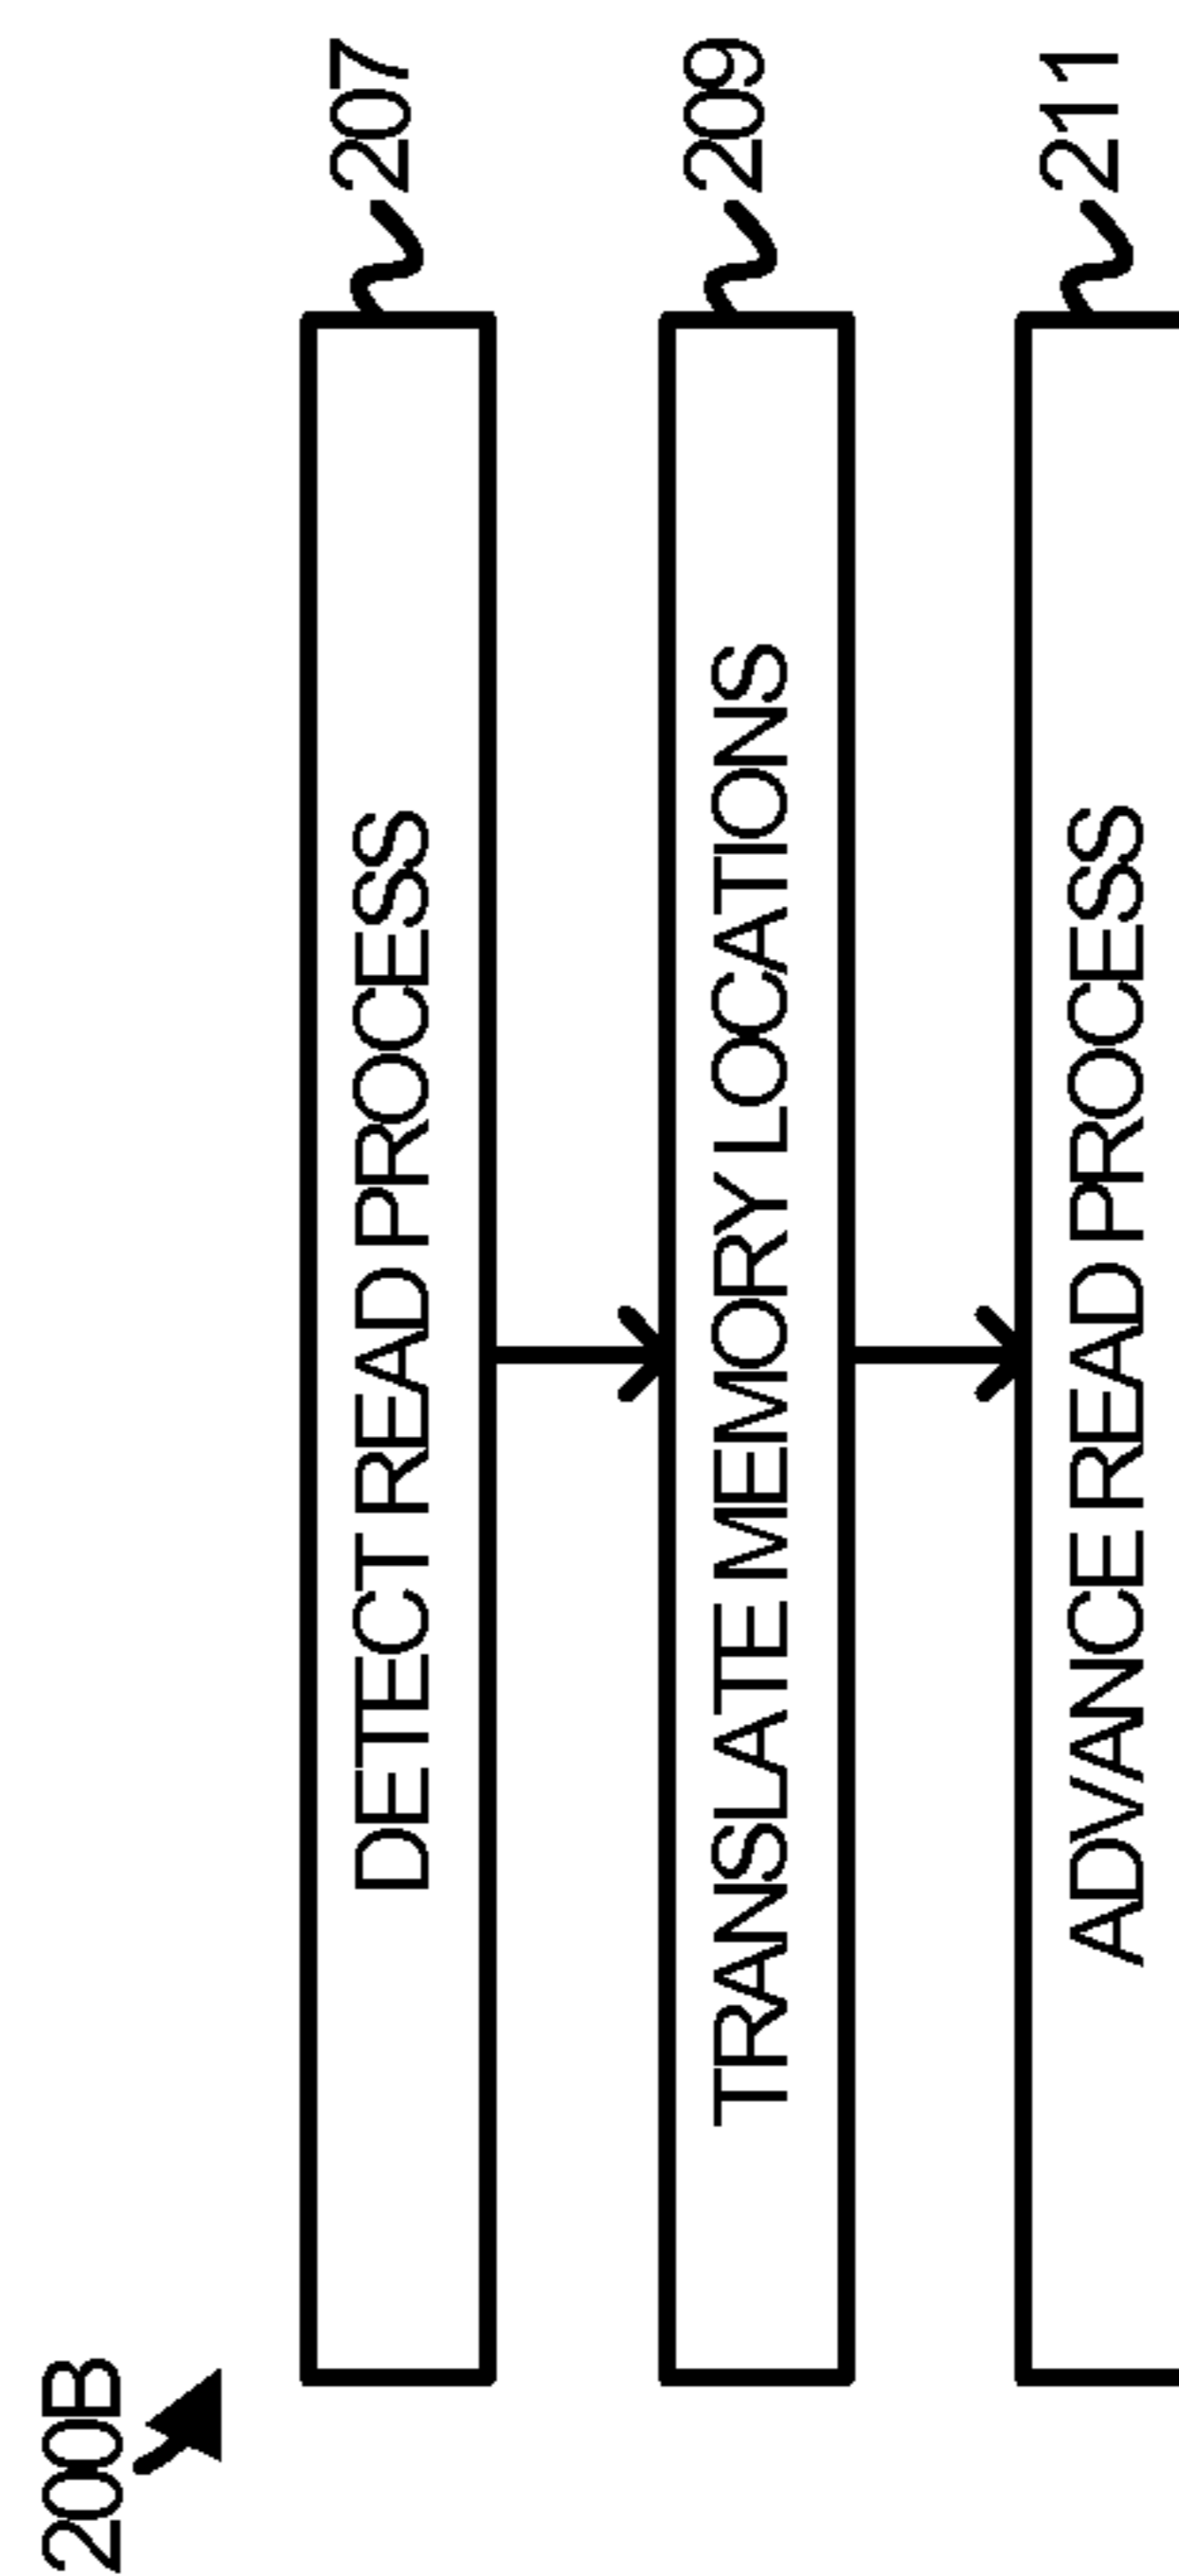 200B
DETECT READ PROCESS
207
TRANSLATE MEMORY LOCATIONS
209
ADVANCE READ PROCESS
211